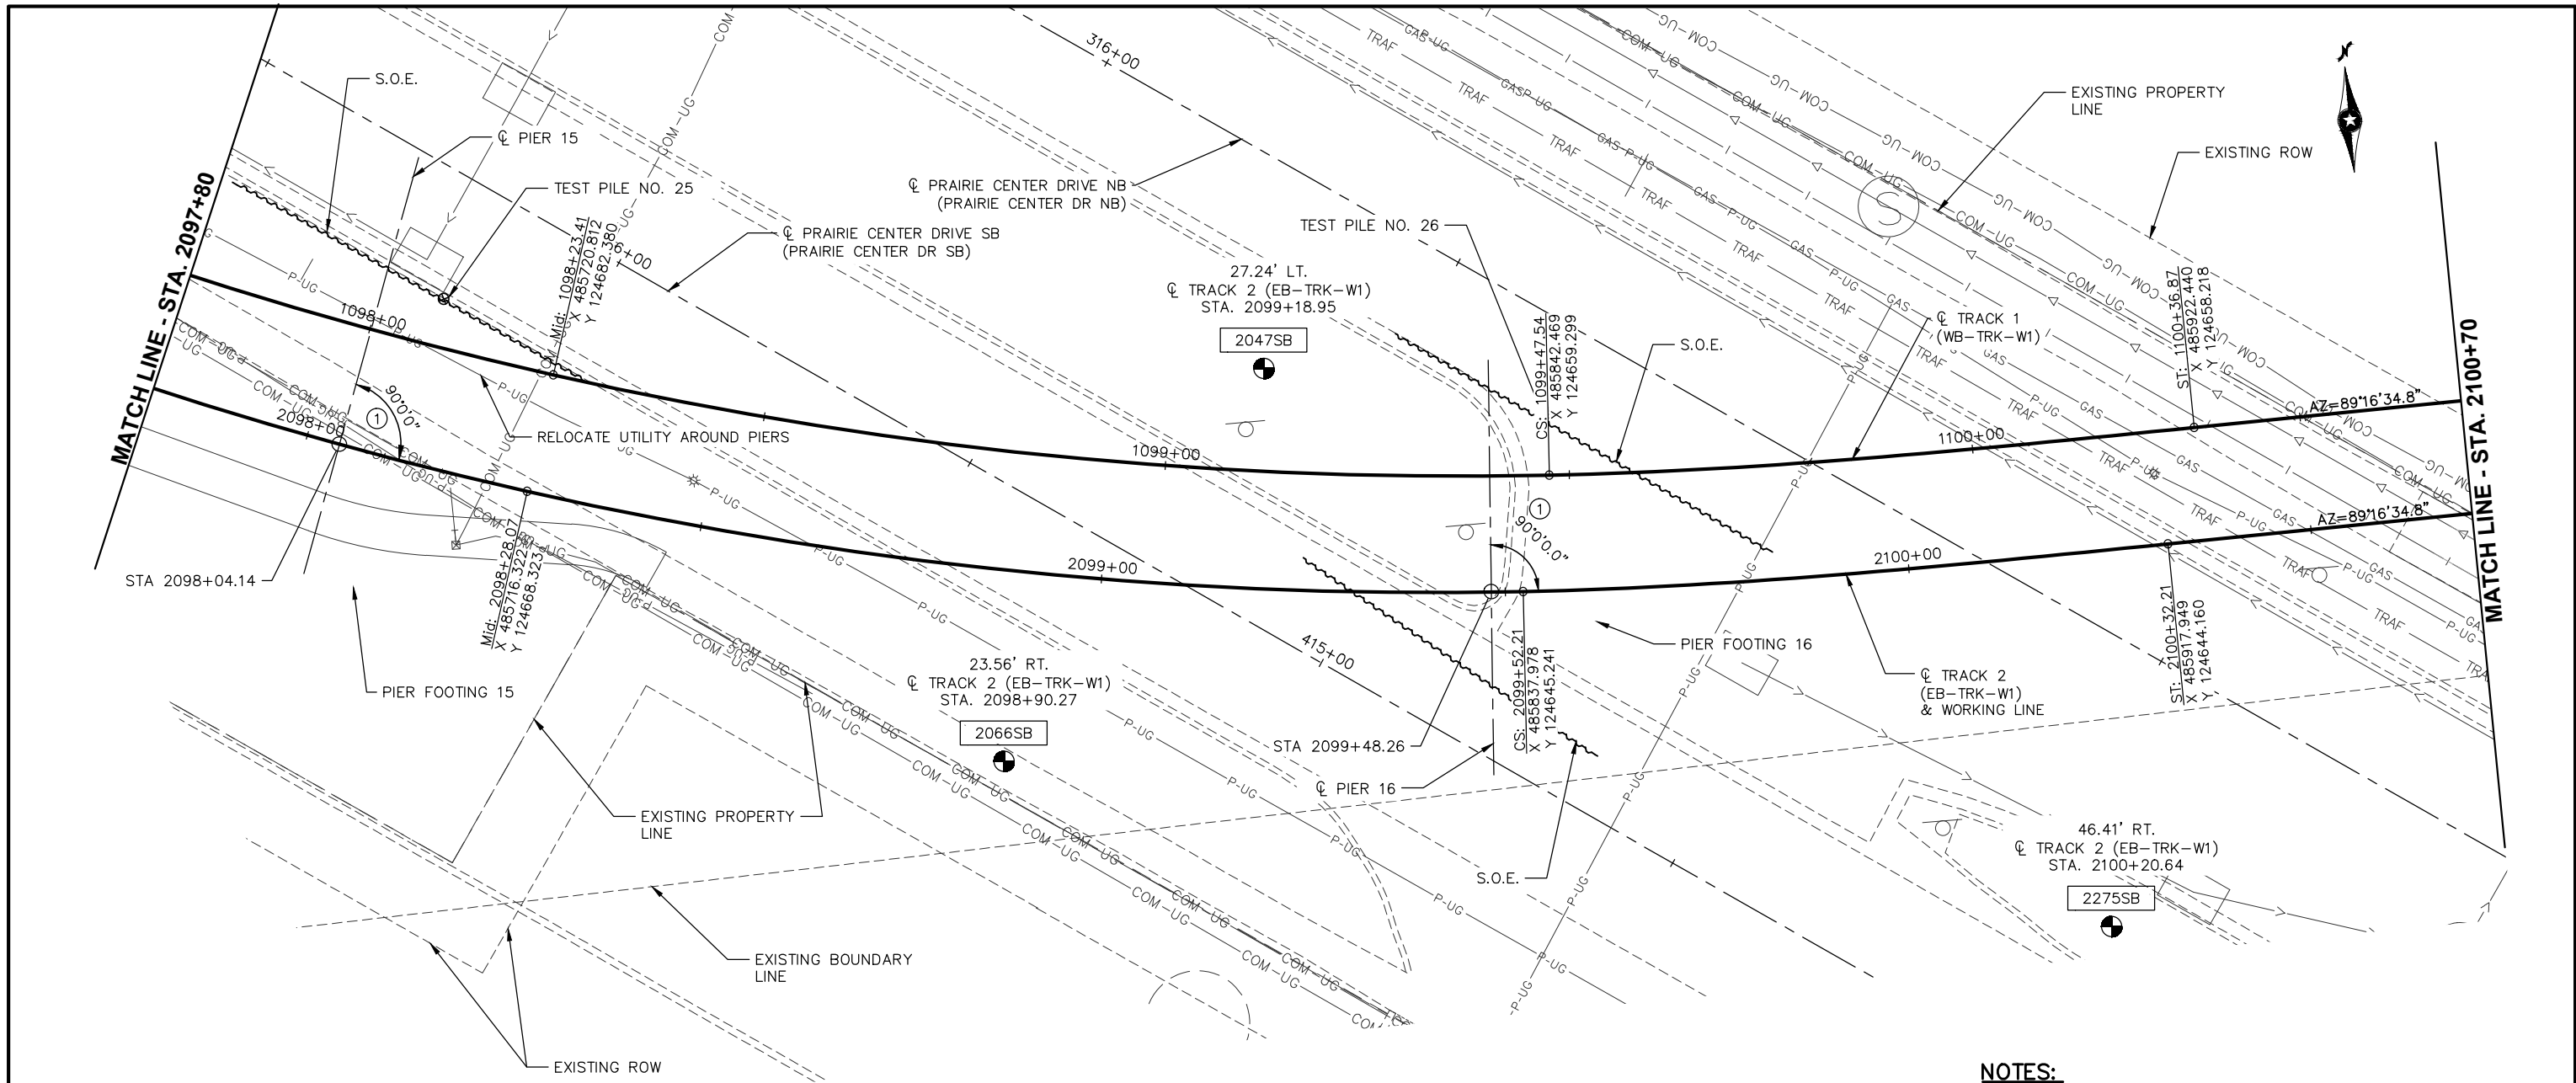 MATCH LINE - STA. 2097+80
S.O.E.
℄ PIER 15
TEST PILE NO. 25
Mid: 1098+23.41
X 485720.812
Y 124682.380
℄ PRAIRIE CENTER DRIVE SB
(PRAIRIE CENTER DR SB)
℄ PRAIRIE CENTER DRIVE NB
(PRAIRIE CENTER DR NB)
316+00
27.24' LT.
℄ TRACK 2 (EB-TRK-W1)
STA. 2099+18.95
2047SB
TEST PILE NO. 26
CS: 1099+47.54
X 485842.469
Y 124659.299
S.O.E.
℄ TRACK 1
(WB-TRK-W1)
EXISTING PROPERTY
LINE
EXISTING ROW
N
S
ST: 1100+36.87
X 485922.440
Y 124658.218
AZ=89°16'34.8"
AZ=89°16'34.8"
MATCH LINE - STA. 2100+70
1098+00
1099+00
1100+00
2098+00
2099+00
2100+00
90°0'0.0"
1
RELOCATE UTILITY AROUND PIERS
1
90°0'0.0"
STA 2098+04.14
PIER FOOTING 15
Mid: 2098+28.07
X 485716.322
Y 124668.323
23.56' RT.
℄ TRACK 2 (EB-TRK-W1)
STA. 2098+90.27
2066SB
415+00
STA 2099+48.26
℄ PIER 16
CS: 2099+52.21
X 485837.978
Y 124645.241
PIER FOOTING 16
℄ TRACK 2
(EB-TRK-W1)
& WORKING LINE
ST: 2100+32.21
X 485917.949
Y 124644.160
EXISTING PROPERTY
LINE
S.O.E.
46.41' RT.
℄ TRACK 2 (EB-TRK-W1)
STA. 2100+20.64
2275SB
EXISTING BOUNDARY
LINE
EXISTING ROW
COM-UG
P-UG
GAS
TRAF
NOTES: